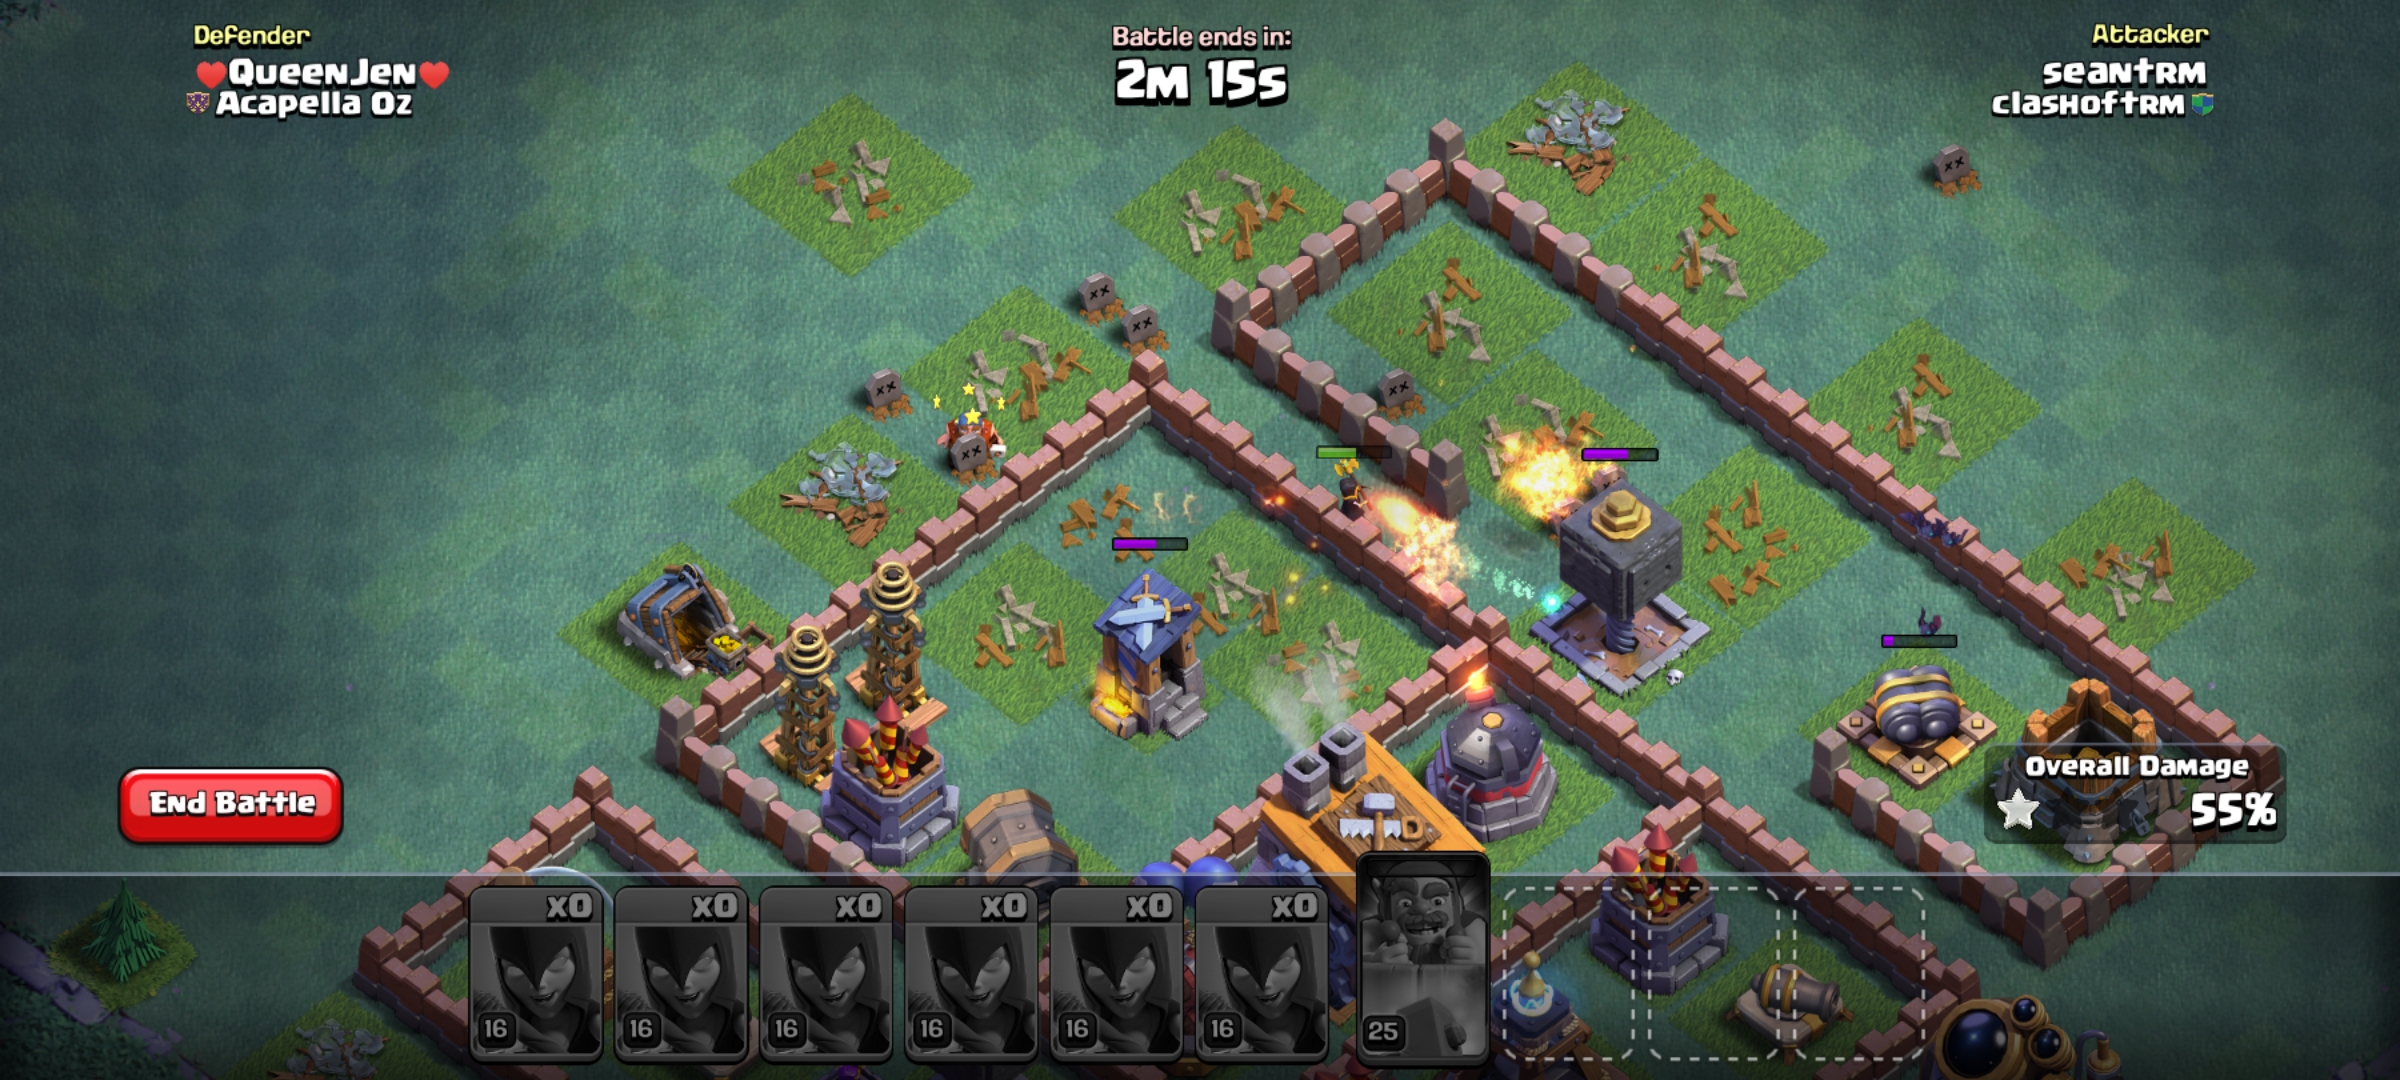 Defender
❤QueenJen❤
Acapella Oz
Battle ends in:
2M 15s
Attacker
seantRM
clashoftRM
End Battle
Overall Damage
55%
x0
x0
x0
x0
x0
x0
16
16
16
16
16
16
25